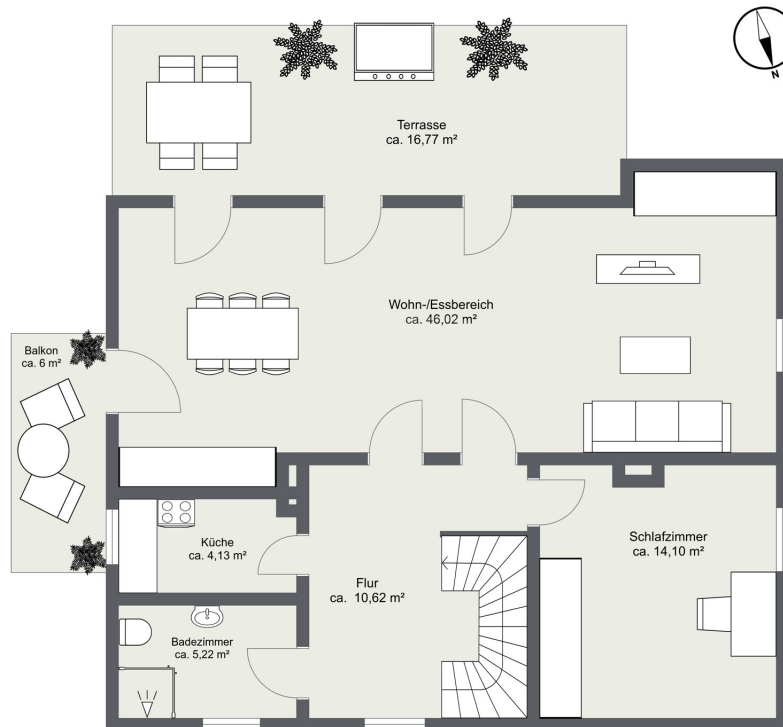 N
Terrasse
ca. 16,77 m²
Wohn-/Essbereich
ca. 46,02 m²
Balkon
ca. 6 m²
Küche
ca. 4,13 m²
Schlafzimmer
ca. 14,10 m²
Flur
ca. 10,62 m²
Badezimmer
ca. 5,22 m²